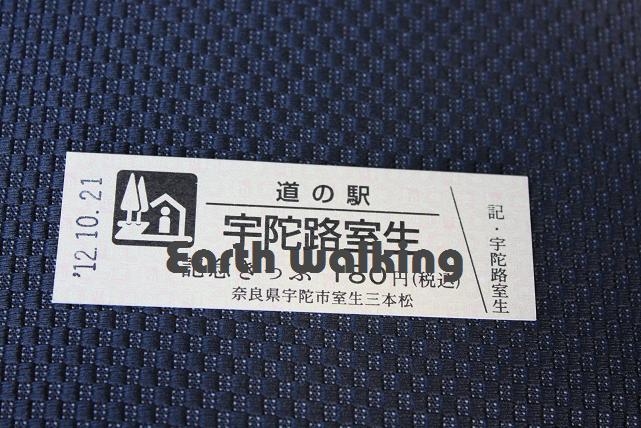 '12.10.21
道の駅
宇陀路室生
Earth Walking
記念きっぷ 180円(税込)
奈良県宇陀市室生三本松
記・宇陀路室生